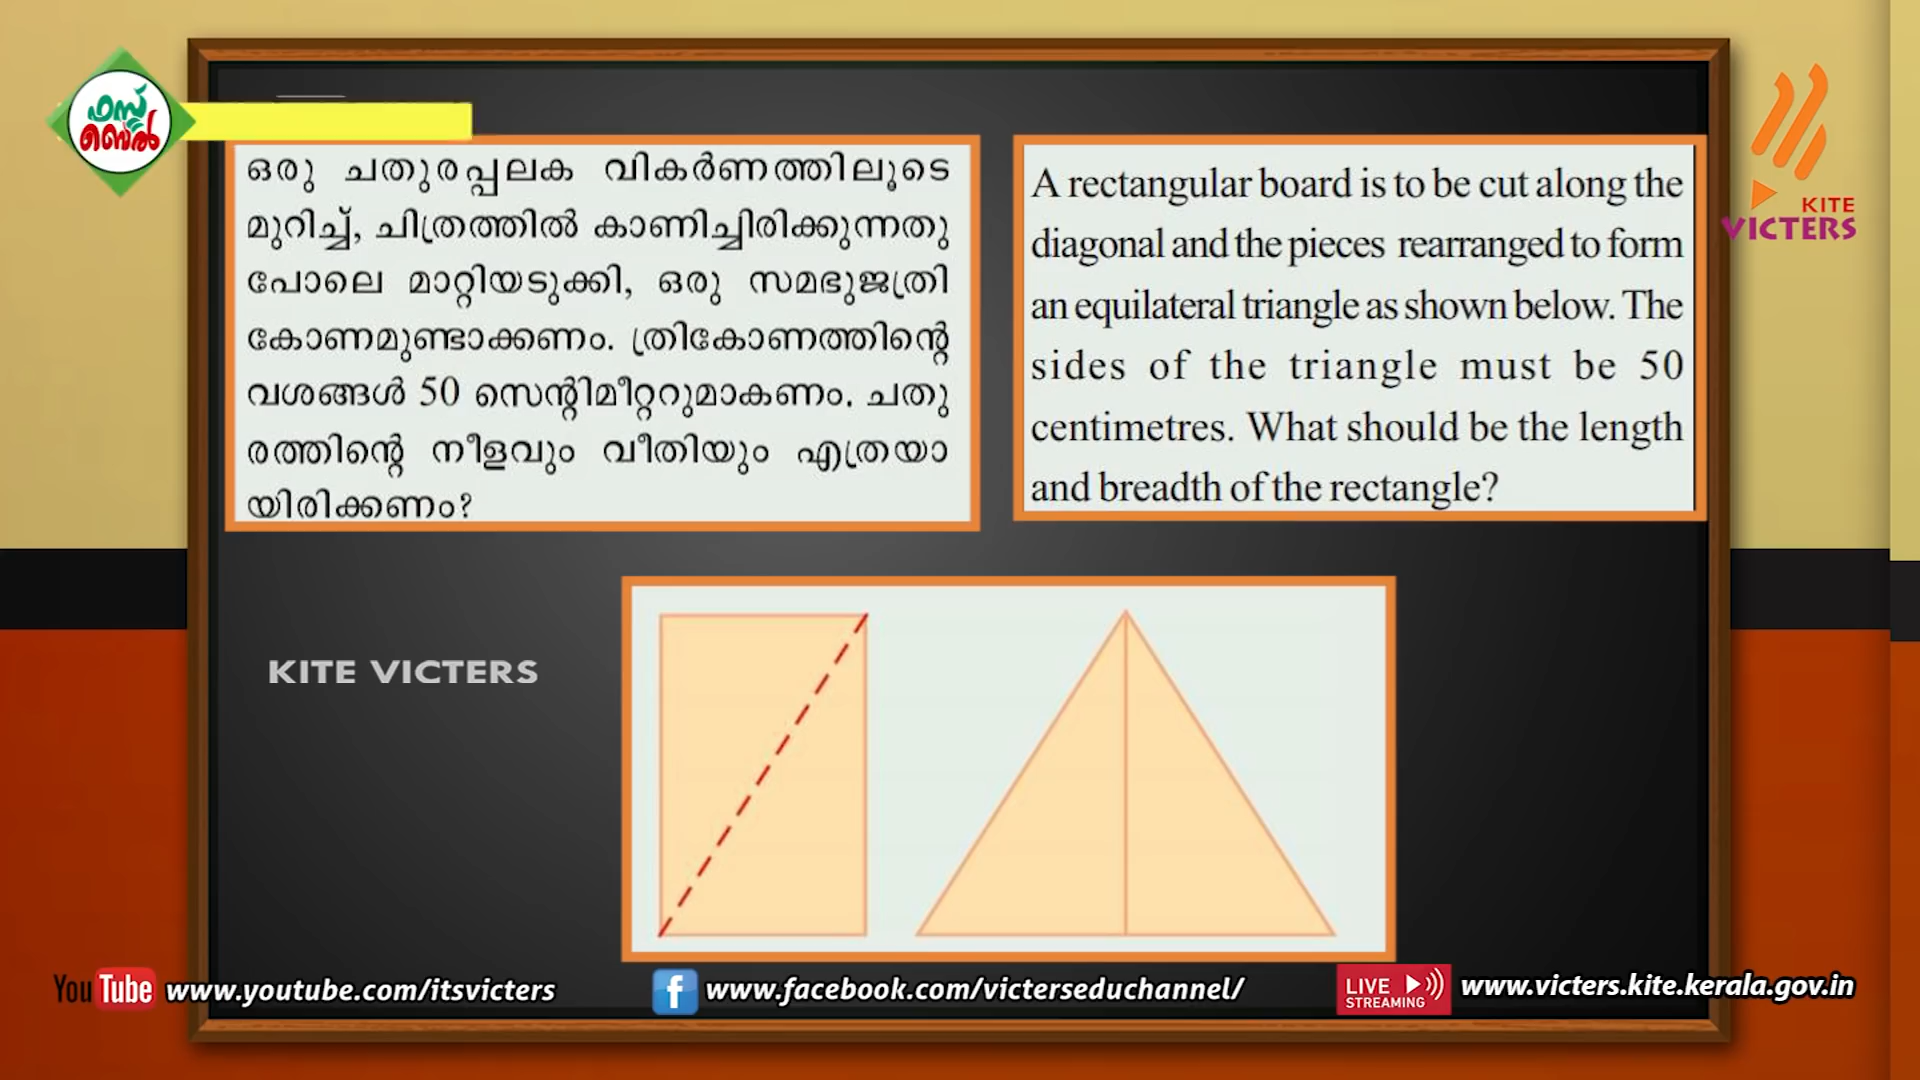 ഫസ്റ്റ്
ബെൽ
ഒരു ചതുരപ്പലക വികർണത്തിലൂടെ
മുറിച്ച്, ചിത്രത്തിൽ കാണിച്ചിരിക്കുന്നതു
പോലെ മാറ്റിയടുക്കി, ഒരു സമഭുജത്രി
കോണമുണ്ടാക്കണം. ത്രികോണത്തിന്റെ
വശങ്ങൾ 50 സെന്റിമീറ്ററുമാകണം. ചതു
രത്തിന്റെ നീളവും വീതിയും എത്രയാ
യിരിക്കണം?
A rectangular board is to be cut along the
diagonal and the pieces rearranged to form
an equilateral triangle as shown below. The
sides of the triangle must be 50
centimetres. What should be the length
and breadth of the rectangle?
KITE
VICTERS
KITE VICTERS
YouTube www.youtube.com/itsvicters
f www.facebook.com/victerseduchannel/
LIVE
STREAMING
www.victers.kite.kerala.gov.in